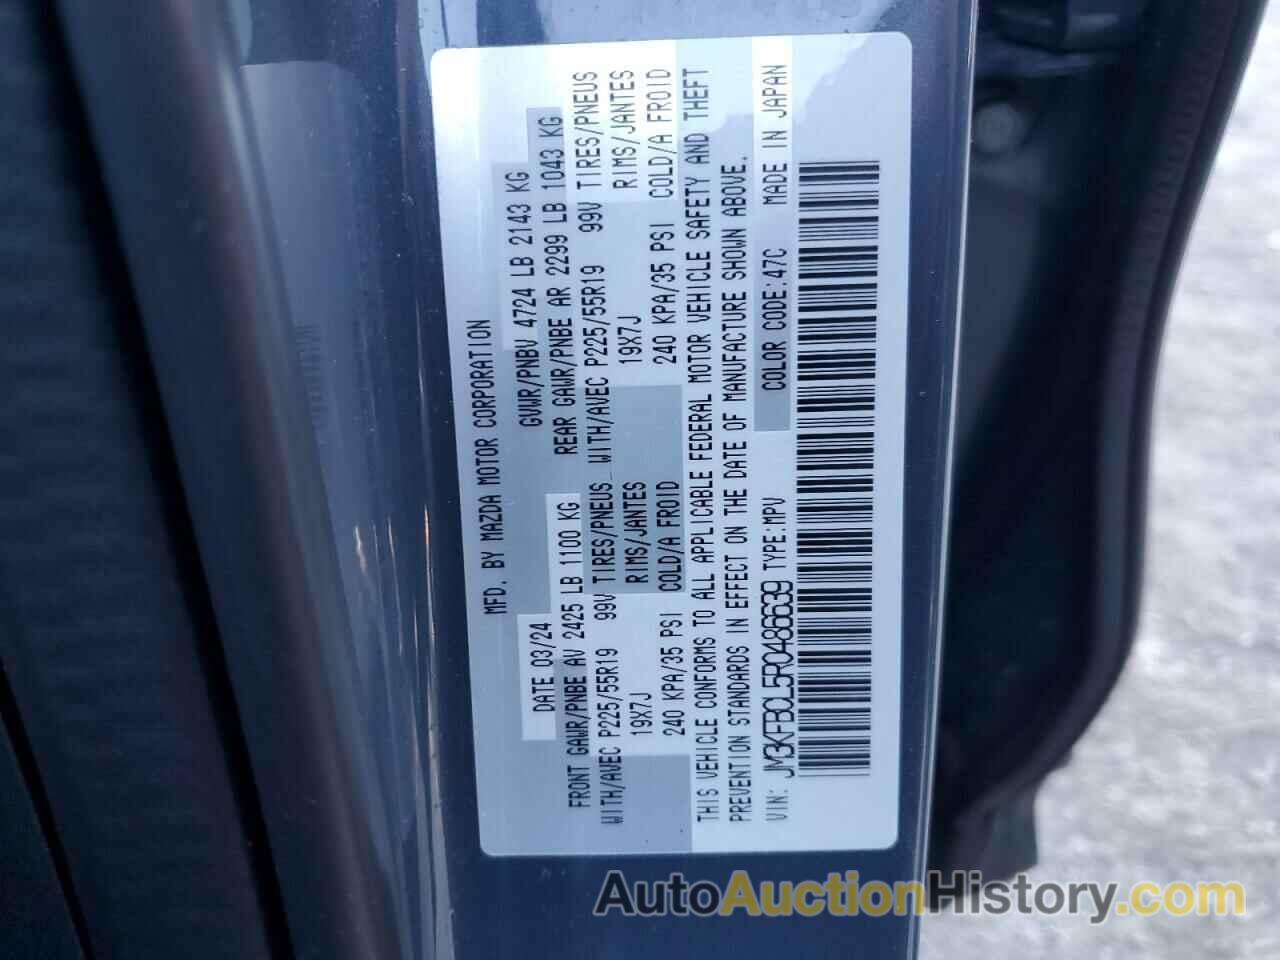 MFD. BY MAZDA MOTOR CORPORATION
DATE 03/24 GVWR/PNBV 4724 LB 2143 KG
FRONT GAWR/PNBE AV 2425 LB 1100 KG REAR GAWR/PNBE AR 2299 LB 1043 KG
WITH/AVEC P225/55R19 99V TIRES/PNEUS WITH/AVEC P225/55R19 99V TIRES/PNEUS
19X7J RIMS/JANTES 19X7J RIMS/JANTES
240 KPA/35 PSI COLD/A FROID 240 KPA/35 PSI COLD/A FROID
THIS VEHICLE CONFORMS TO ALL APPLICABLE FEDERAL MOTOR VEHICLE SAFETY AND THEFT
PREVENTION STANDARDS IN EFFECT ON THE DATE OF MANUFACTURE SHOWN ABOVE.
VIN: JM3KFBCL5R0486639 TYPE:MPV COLOR CODE:47C MADE IN JAPAN
AutoAuctionHistory.com